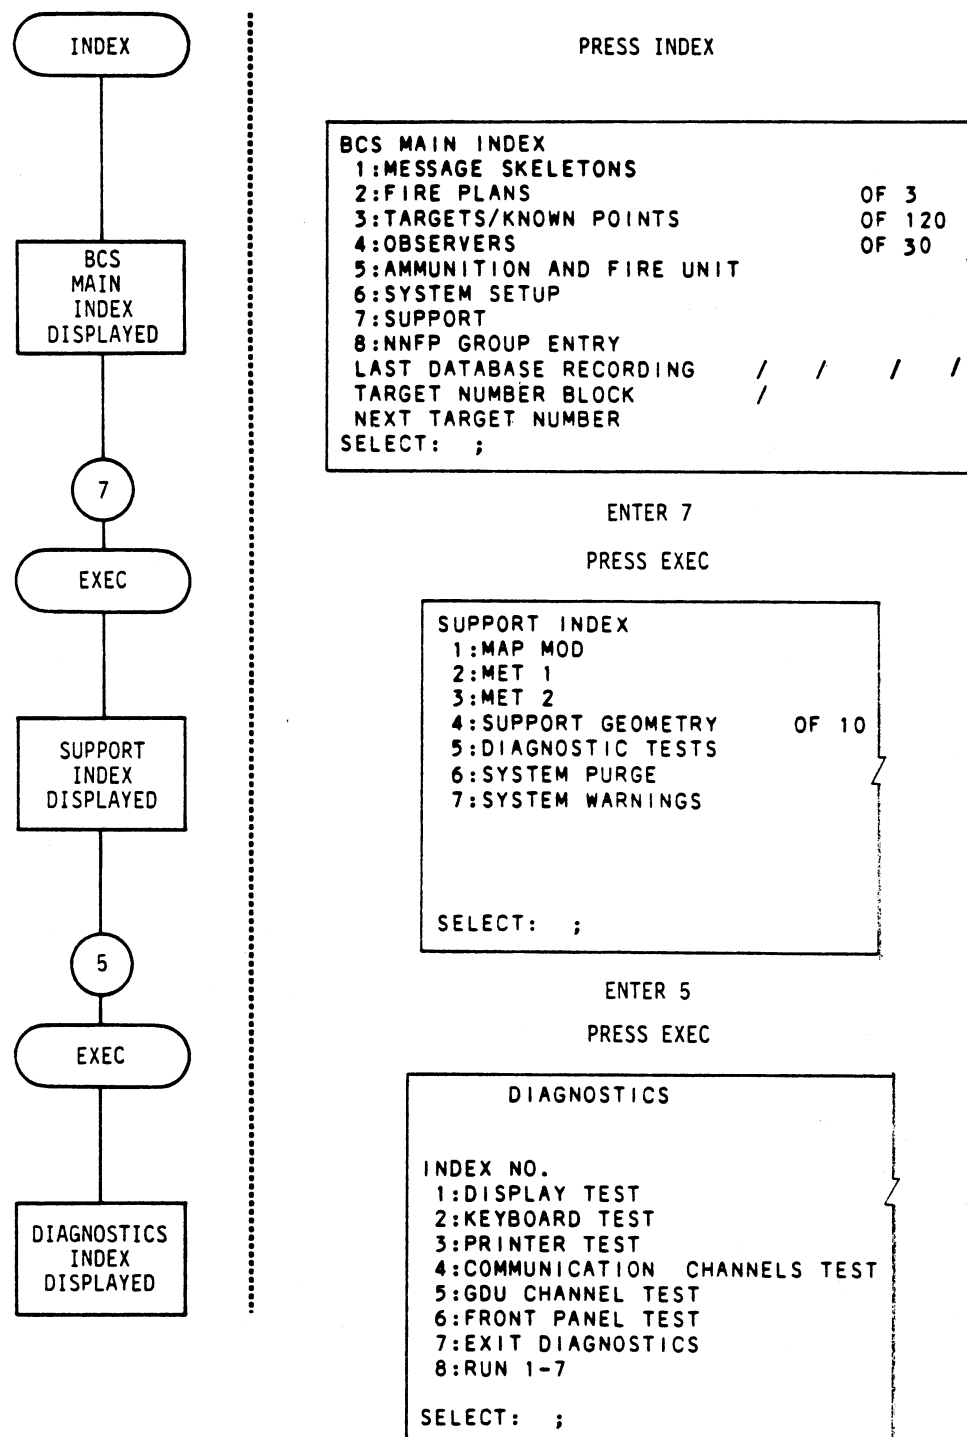 INDEX
BCS
MAIN
INDEX
DISPLAYED
7
EXEC
SUPPORT
INDEX
DISPLAYED
5
EXEC
DIAGNOSTICS
INDEX
DISPLAYED
PRESS INDEX
BCS MAIN INDEX
1:MESSAGE SKELETONS
2:FIRE PLANS OF 3
3:TARGETS/KNOWN POINTS OF 120
4:OBSERVERS OF 30
5:AMMUNITION AND FIRE UNIT
6:SYSTEM SETUP
7:SUPPORT
8:NNFP GROUP ENTRY
LAST DATABASE RECORDING / / / /
TARGET NUMBER BLOCK /
NEXT TARGET NUMBER
SELECT: ;
ENTER 7
PRESS EXEC
SUPPORT INDEX
1:MAP MOD
2:MET 1
3:MET 2
4:SUPPORT GEOMETRY OF 10
5:DIAGNOSTIC TESTS
6:SYSTEM PURGE
7:SYSTEM WARNINGS
SELECT: ;
ENTER 5
PRESS EXEC
DIAGNOSTICS
INDEX NO.
1:DISPLAY TEST
2:KEYBOARD TEST
3:PRINTER TEST
4:COMMUNICATION CHANNELS TEST
5:GDU CHANNEL TEST
6:FRONT PANEL TEST
7:EXIT DIAGNOSTICS
8:RUN 1-7
SELECT: ;